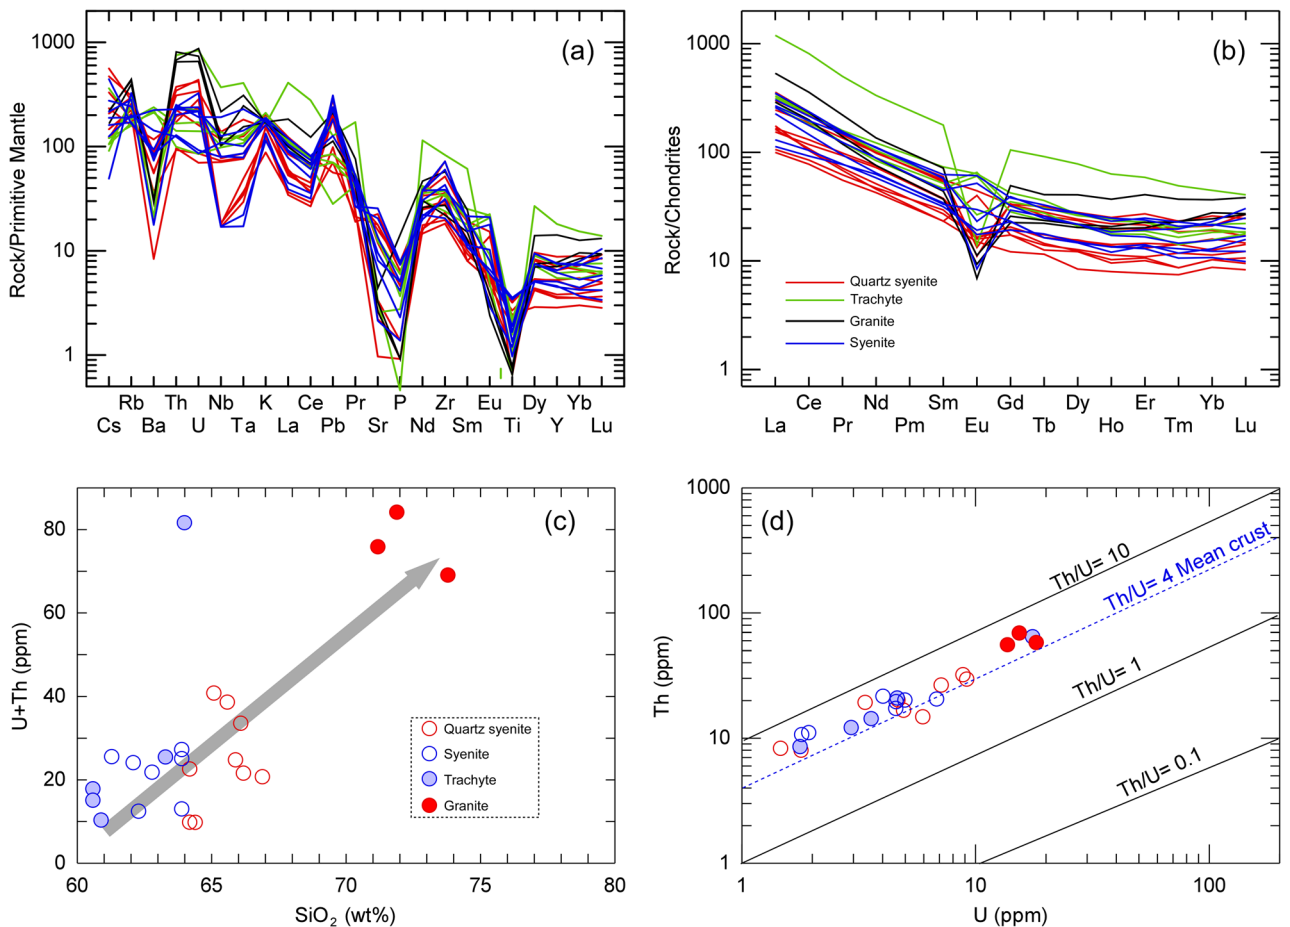 (a)
1000
100
10
1
Rock/Primitive Mantle
Rb Th Nb K Ce Pr P Zr Eu Dy Yb
Cs Ba U Ta La Pb Sr Nd Sm Ti Y Lu
(b)
1000
100
10
1
Rock/Chondrites
Quartz syenite
Trachyte
Granite
Syenite
Ce Nd Sm Gd Dy Er Yb
La Pr Pm Eu Tb Ho Tm Lu
(c)
80
60
40
20
0
U+Th (ppm)
Quartz syenite
Syenite
Trachyte
Granite
60 65 70 75 80
SiO₂ (wt%)
(d)
1000
100
10
1
Th (ppm)
Th/U= 10
Th/U= 4 Mean crust
Th/U= 1
Th/U= 0.1
1 10 100
U (ppm)